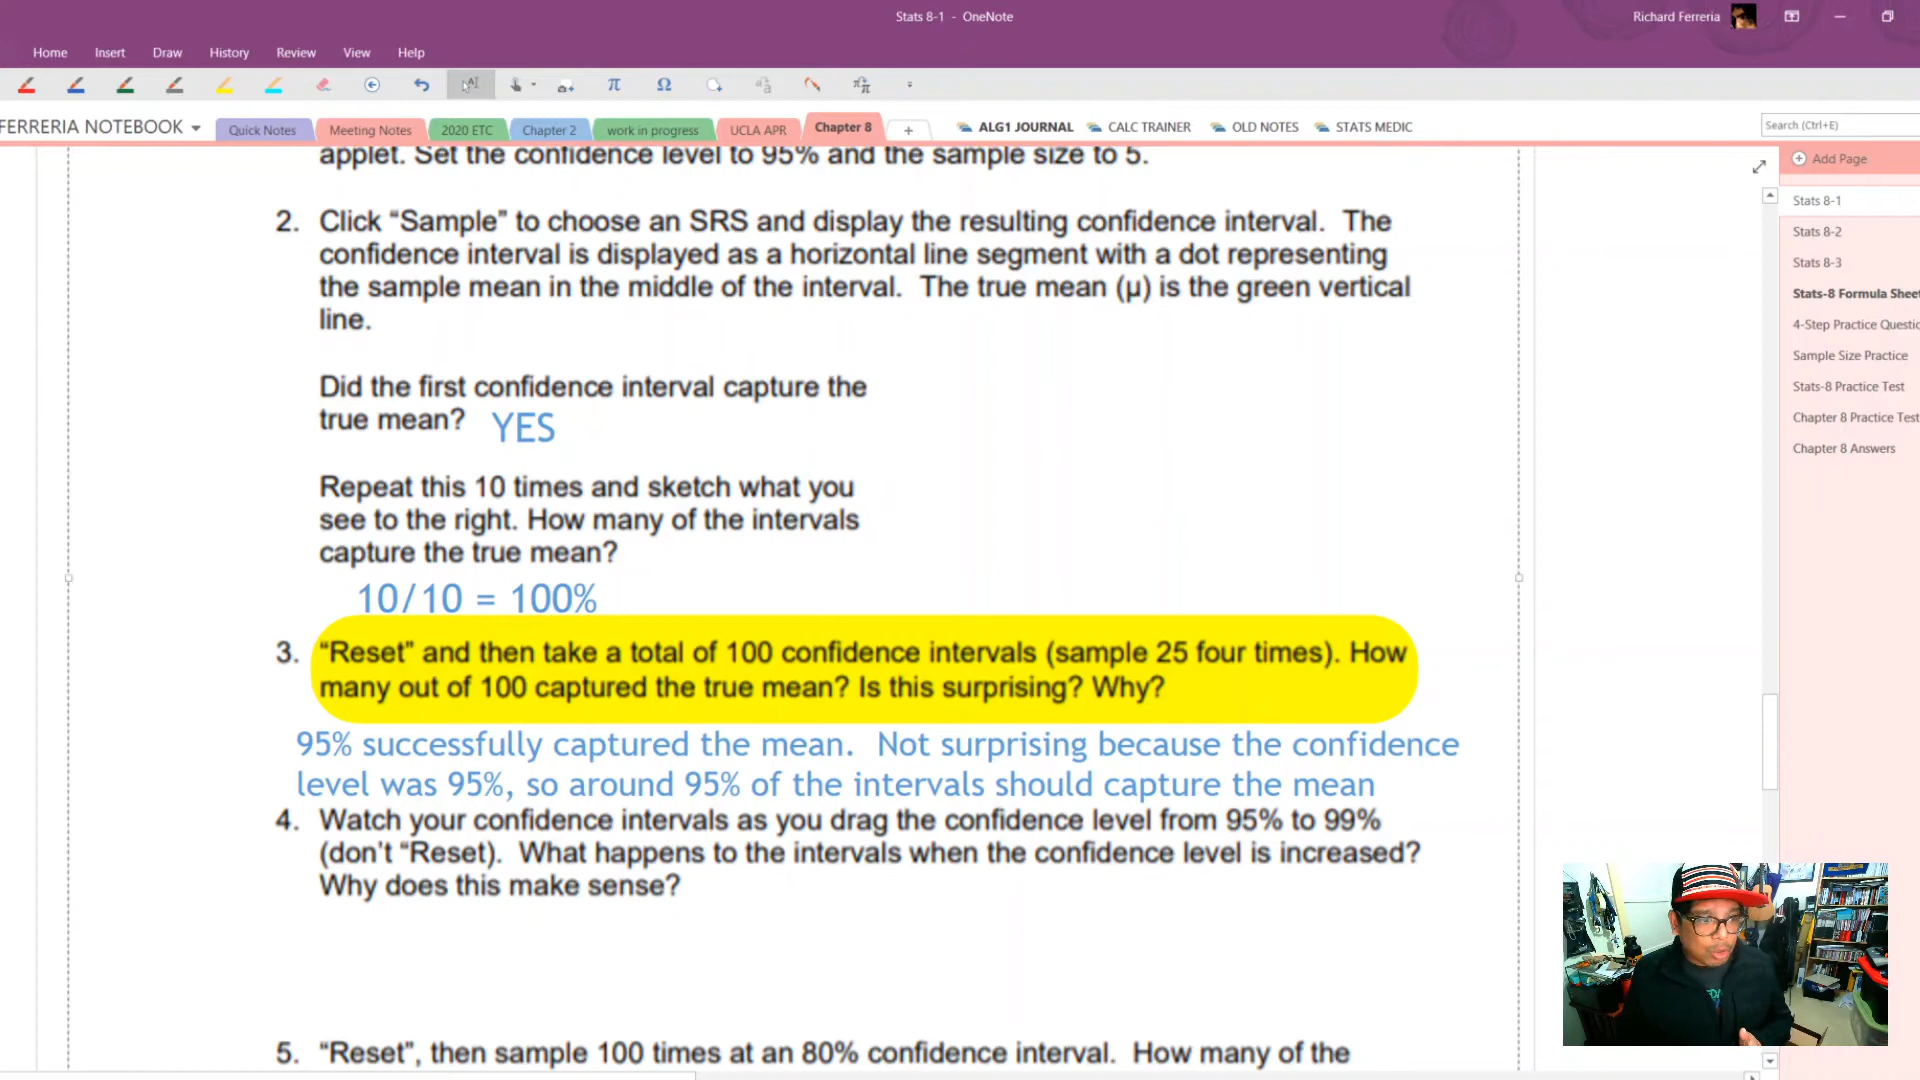 Stats 8-1 - OneNote
Richard Ferreria
Home Insert Draw History Review View Help
FERRERIA NOTEBOOK
Quick Notes
Meeting Notes
2020 ETC
Chapter 2
work in progress
UCLA APR
Chapter 8
ALG1 JOURNAL
CALC TRAINER
OLD NOTES
STATS MEDIC
Search (Ctrl+E)
applet. Set the confidence level to 95% and the sample size to 5.
2. Click “Sample” to choose an SRS and display the resulting confidence interval. The
confidence interval is displayed as a horizontal line segment with a dot representing
the sample mean in the middle of the interval. The true mean (μ) is the green vertical
line.
Did the first confidence interval capture the
true mean? YES
Repeat this 10 times and sketch what you
see to the right. How many of the intervals
capture the true mean?
10/10 = 100%
3. “Reset” and then take a total of 100 confidence intervals (sample 25 four times). How
many out of 100 captured the true mean? Is this surprising? Why?
95% successfully captured the mean. Not surprising because the confidence
level was 95%, so around 95% of the intervals should capture the mean
4. Watch your confidence intervals as you drag the confidence level from 95% to 99%
(don't “Reset). What happens to the intervals when the confidence level is increased?
Why does this make sense?
5. “Reset”, then sample 100 times at an 80% confidence interval. How many of the
Add Page
Stats 8-1
Stats 8-2
Stats 8-3
Stats-8 Formula Sheet
4-Step Practice Questio
Sample Size Practice
Stats-8 Practice Test
Chapter 8 Practice Test
Chapter 8 Answers